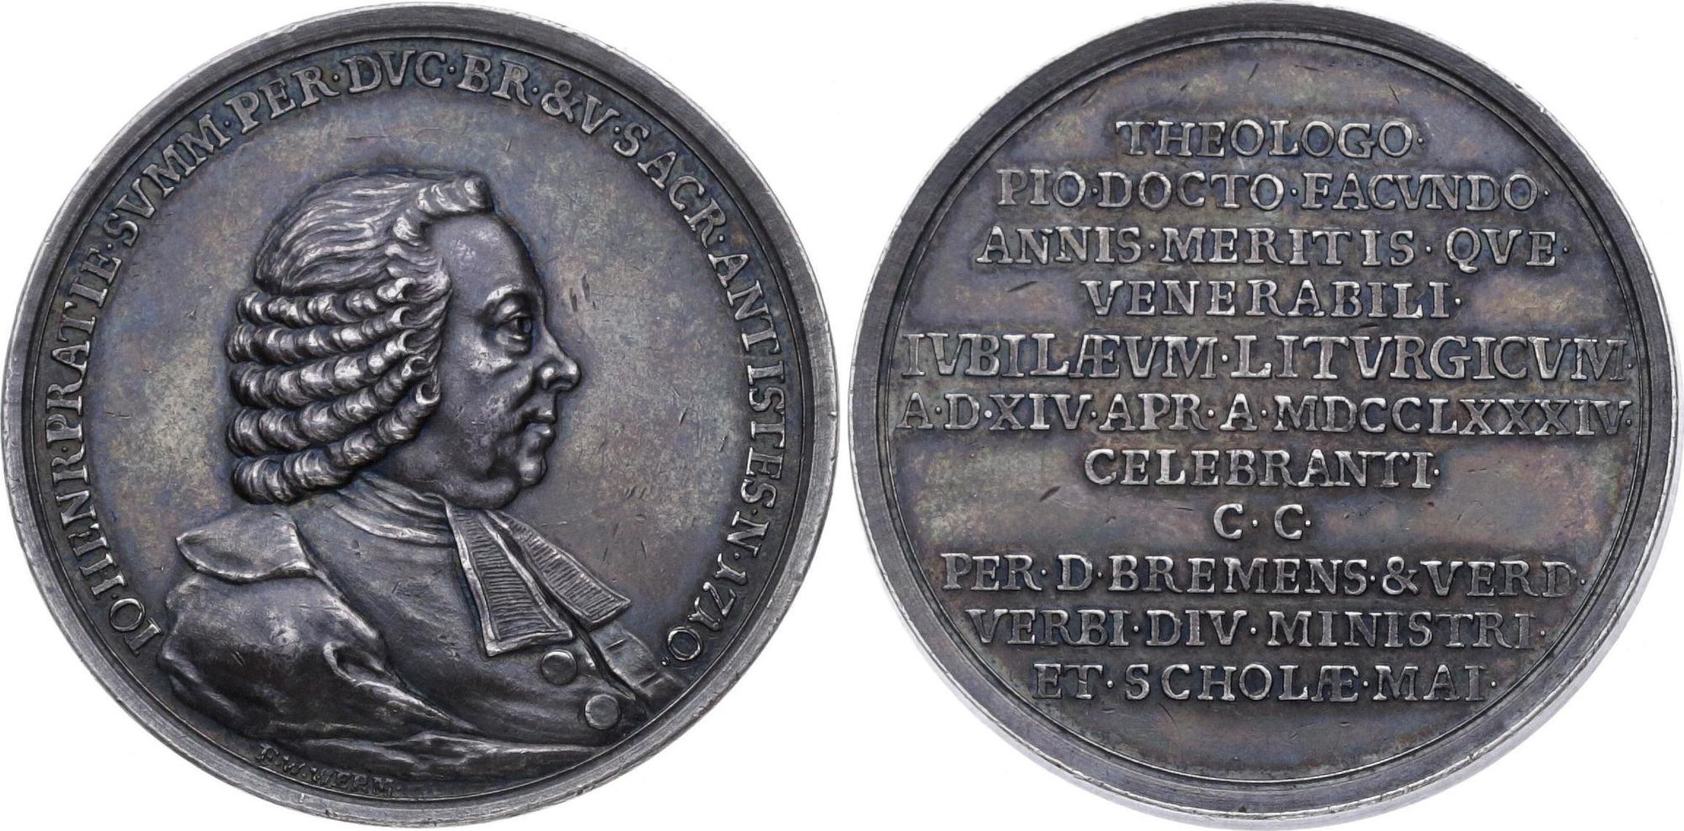 IO·HENR·PRATIE·SVMM·PER·DVC·BR·&V·SACR·ANTISTES·N·1710·
THEOLOGO·
PIO·DOCTO·FACVNDO·
ANNIS·MERITIS·QVE·
VENERABILI·
IVBILÆVM·LITVRGICVM·
A·D·XIV·APR·A·MDCCLXXXIV·
CELEBRANTI·
C·C·
PER·D·BREMENS·&VERD·
VERBI·DIV·MINISTRI·
ET·SCHOLÆ·MAI·